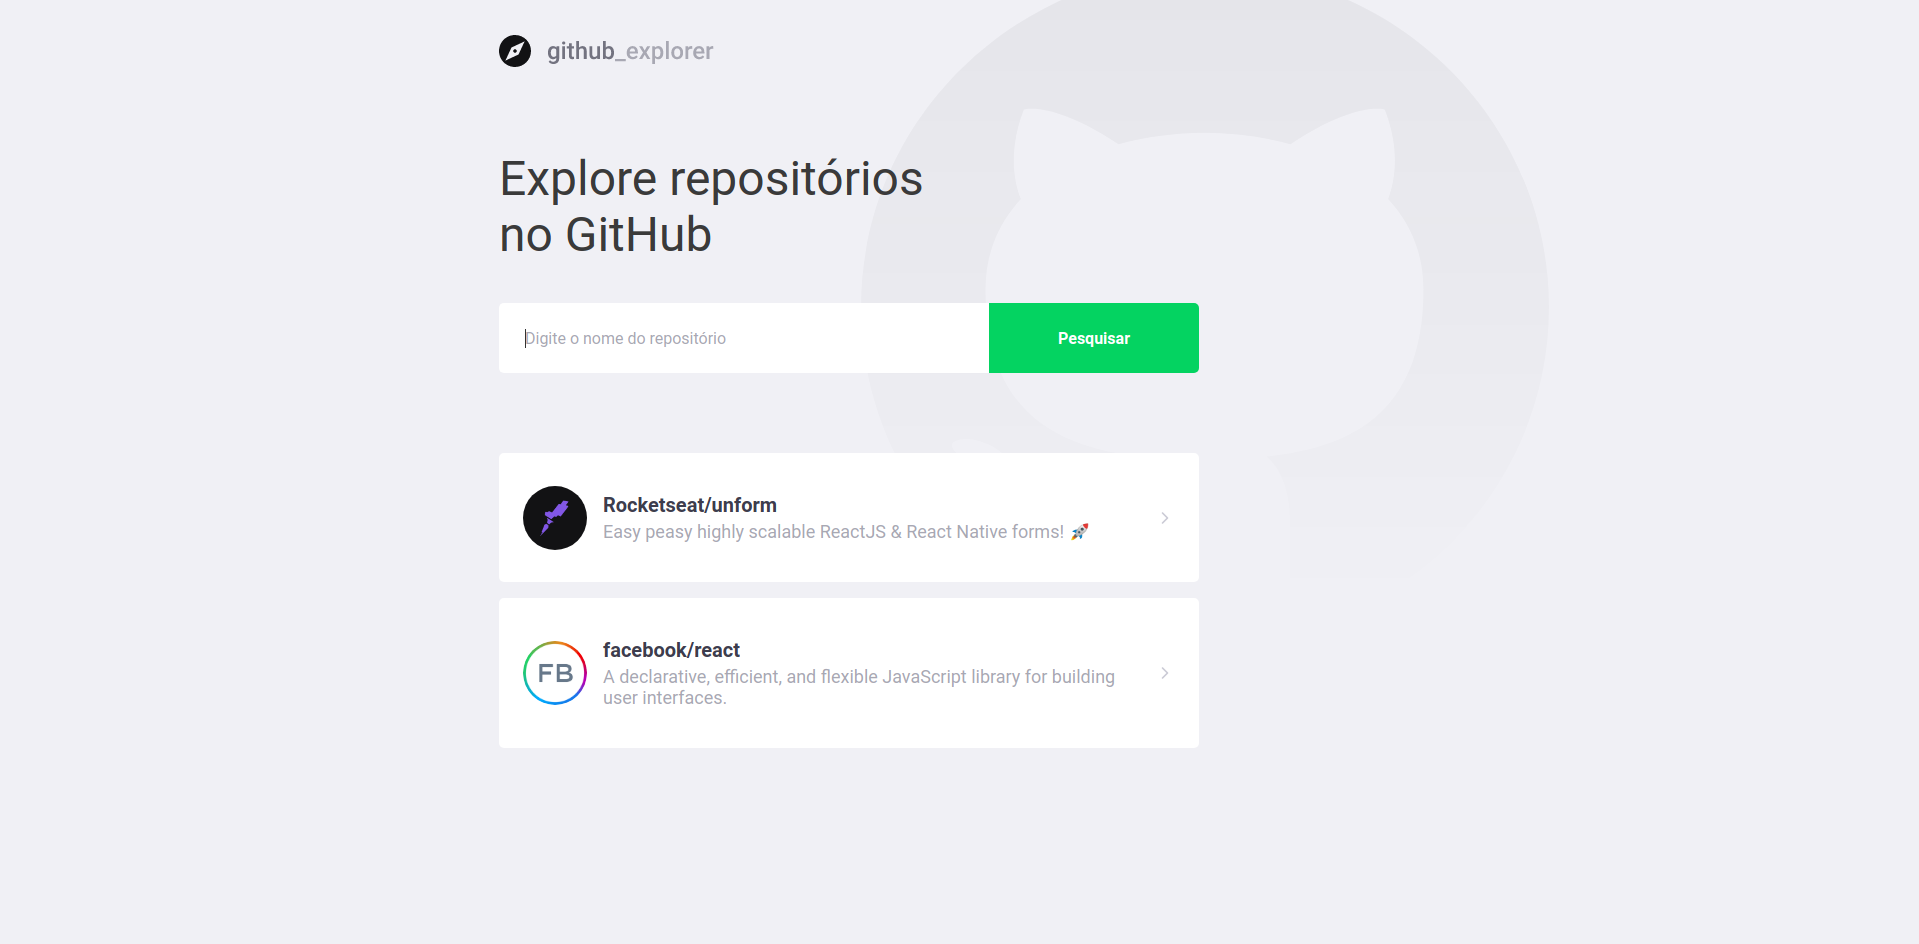 github_explorer
Explore repositórios
no GitHub
Digite o nome do repositório
Pesquisar
Rocketseat/unform
Easy peasy highly scalable ReactJS & React Native forms! 🚀
FB
facebook/react
A declarative, efficient, and flexible JavaScript library for building
user interfaces.